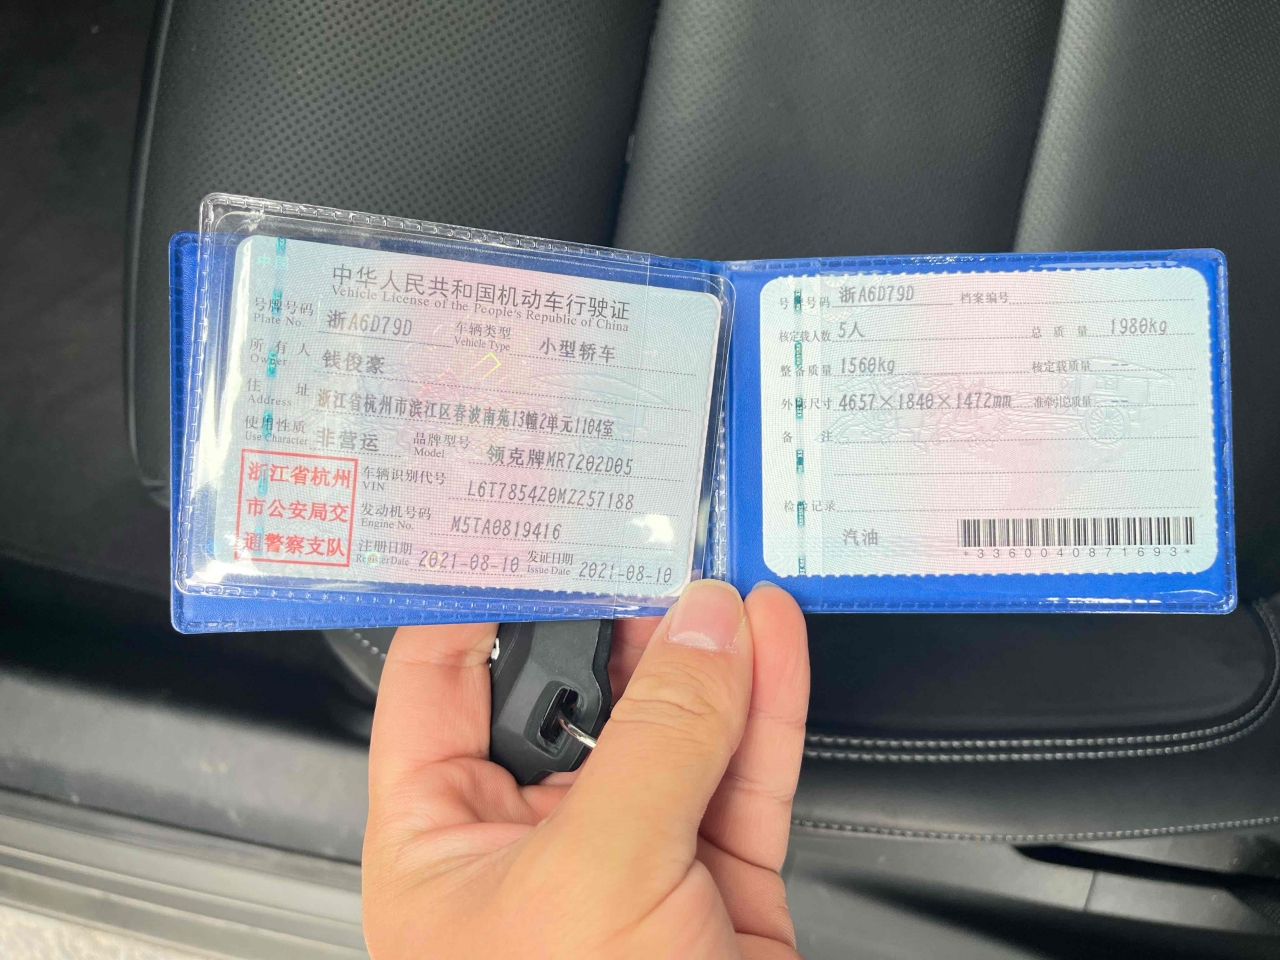 中华人民共和国机动车行驶证
Vehicle License of the People's Republic of China
号牌号码 浙A6D79D 车辆类型 小型轿车
Plate No. Vehicle Type
所有人 钱俊豪
Owner
住址 浙江省杭州市滨江区春波南苑13幢2单元1104室
Address
使用性质 非营运 品牌型号 领克牌MR7202D05
Use Character Model
浙江省杭州
市公安局交
通警察支队
车辆识别代号 L6T7854Z0MZ257188
VIN
发动机号码 M5TA0819416
Engine No.
注册日期 2021-08-10 发证日期 2021-08-10
Register Date Issue Date
号牌号码 浙A6D79D 档案编号
核定载人数 5人 总质量 1980kg
整备质量 1560kg 核定载质量 --
外廓尺寸 4657×1840×1472mm 准牵引总质量 --
备注
检验记录
汽油
*3360040871693*